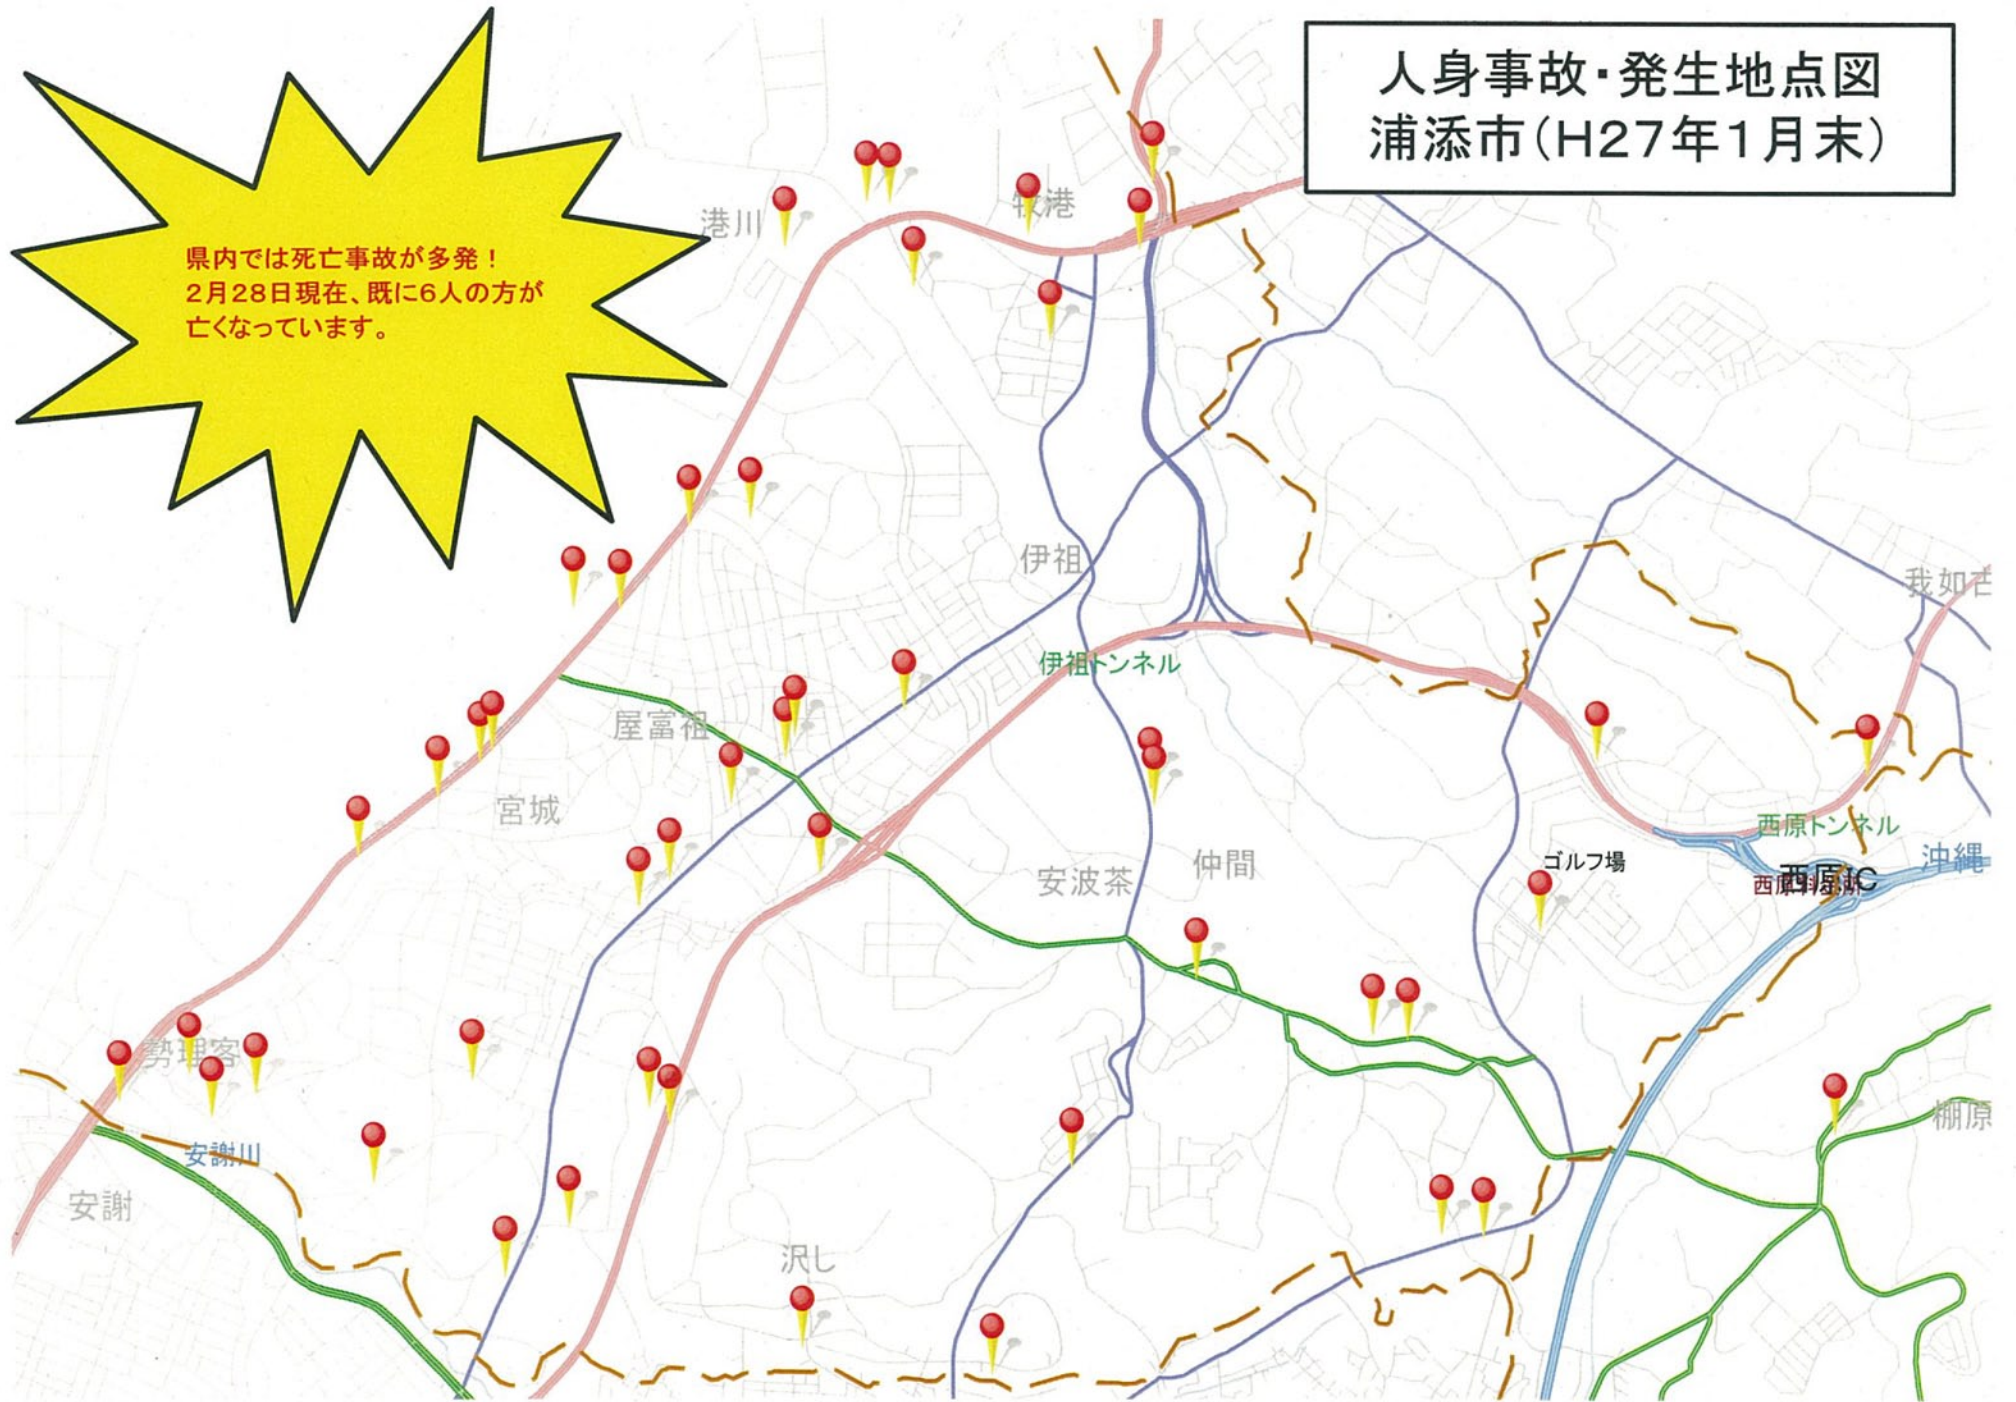 人身事故・発生地点図
浦添市(H27年1月末)
県内では死亡事故が多発！
2月28日現在、既に6人の方が
亡くなっています。
港川
牧港
伊祖
我如古
伊祖トンネル
屋富祖
宮城
西原トンネル
ゴルフ場
仲間
安波茶
沖縄
西原IC
勢理客
棚原
安謝川
安謝
沢し